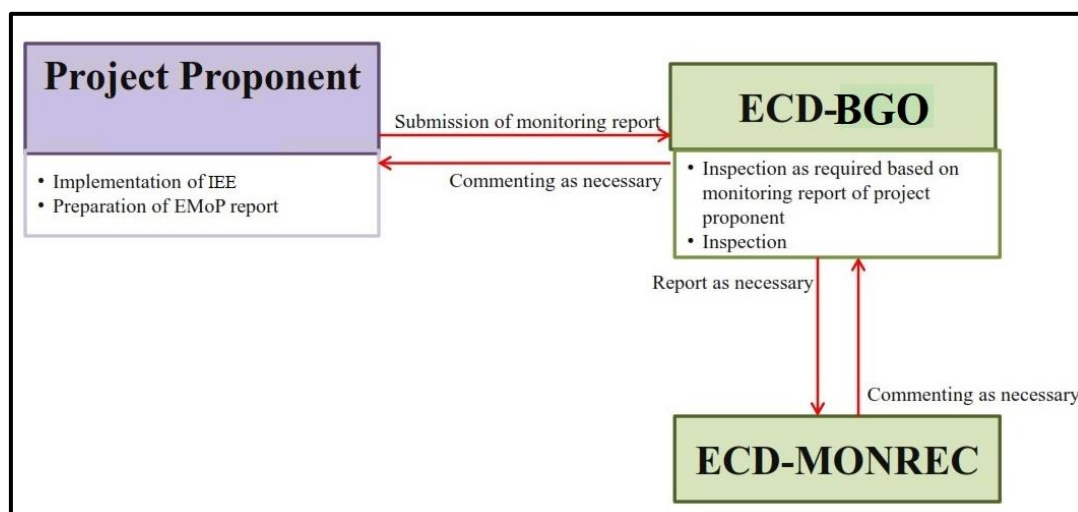 Project Proponent
• Implementation of IEE
• Preparation of EMoP report
Submission of monitoring report
Commenting as necessary
ECD-BGO
• Inspection as required based on
monitoring report of project
proponent
• Inspection
Report as necessary
Commenting as necessary
ECD-MONREC